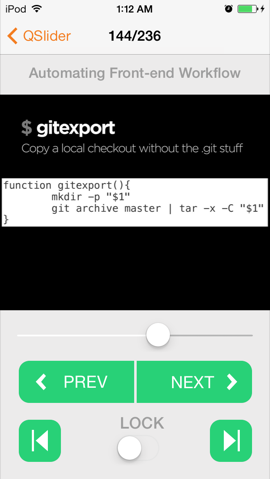 iPod 1:12 AM
QSlider 144/236
Automating Front-end Workflow
$ gitexport
Copy a local checkout without the .git stuff
function gitexport(){
mkdir -p "$1"
git archive master | tar -x -C "$1"
}
PREV NEXT
LOCK